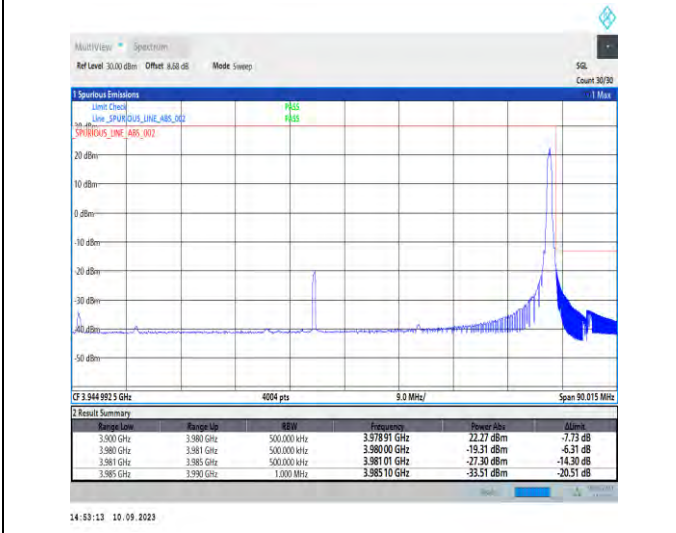 MultiView Spectrum
Ref Level 30.00 dBm Offset 8.68 dB Mode Sweep SGL
Count 30/30
1 Spurious Emissions 1 Max
Limit Check PASS
Line _SPURIOUS_LINE_ABS_002 PASS
_SPURIOUS_LINE_ABS_002
20 dBm
10 dBm
0 dBm
-10 dBm
-20 dBm
-30 dBm
-40 dBm
-50 dBm
CF 3.944 992 5 GHz 4004 pts 9.0 MHz/ Span 90.015 MHz
2 Result Summary
Range Low Range Up RBW Frequency Power Abs ΔLimit
3.900 GHz 3.980 GHz 500.000 kHz 3.978 91 GHz 22.27 dBm -7.73 dB
3.980 GHz 3.981 GHz 500.000 kHz 3.980 00 GHz -19.31 dBm -6.31 dB
3.981 GHz 3.985 GHz 500.000 kHz 3.981 01 GHz -27.30 dBm -14.30 dB
3.985 GHz 3.990 GHz 1.000 MHz 3.985 10 GHz -33.51 dBm -20.51 dB
14:53:13 10.09.2023